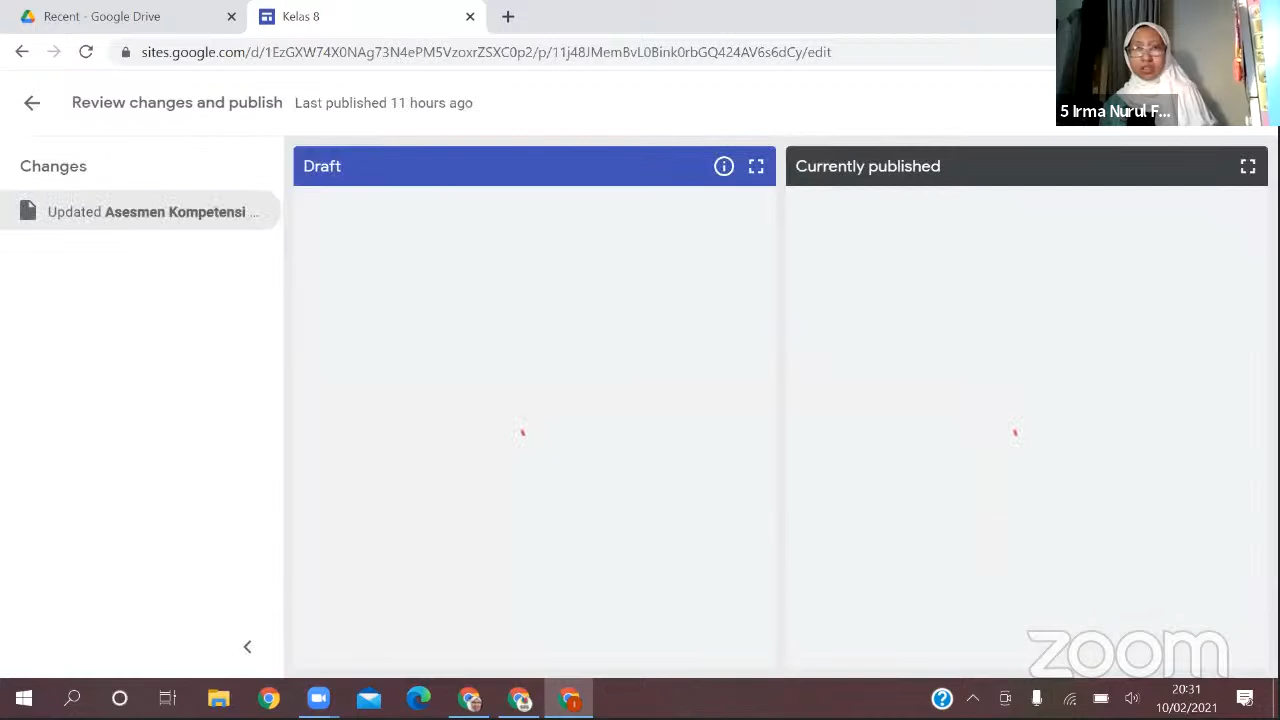 Recent - Google Drive
Kelas 8
sites.google.com/d/1EzGXW74X0NAg73N4ePM5VzoxrZSXC0p2/p/11j48JMemBvL0Bink0rbGQ424AV6s6dCy/edit
5 Irma Nurul F...
Review changes and publish
Last published 11 hours ago
Changes
Draft
Currently published
Updated Asesmen Kompetensi ...
zoom
20:31
10/02/2021